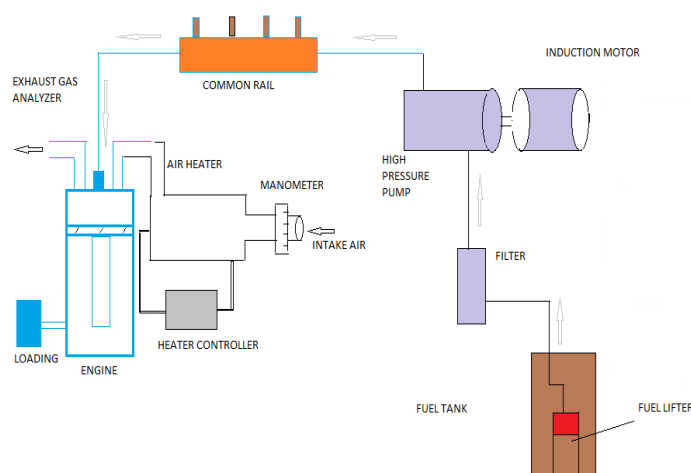 INDUCTION MOTOR
EXHAUST GAS
ANALYZER
COMMON RAIL
AIR HEATER
HIGH
PRESSURE
PUMP
MANOMETER
INTAKE AIR
FILTER
HEATER CONTROLLER
LOADING
ENGINE
FUEL TANK
FUEL LIFTER